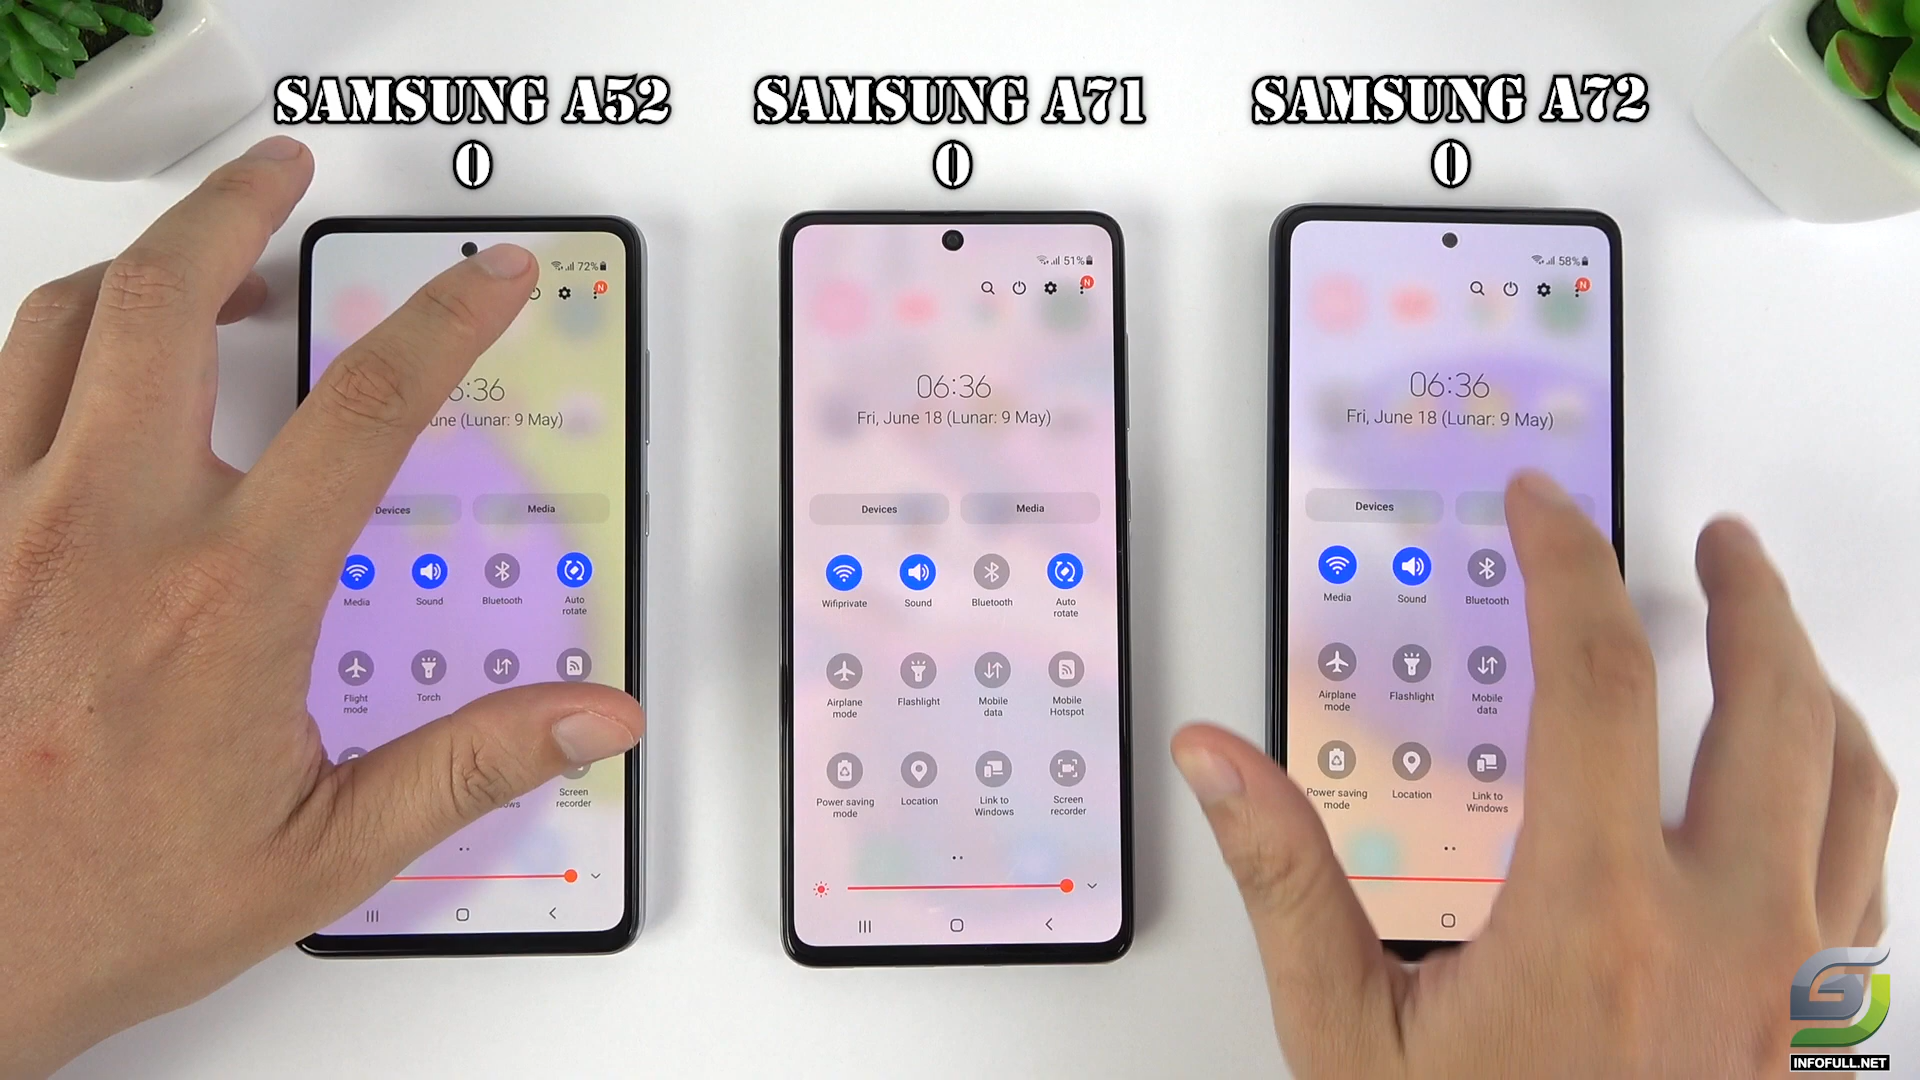 SAMSUNG A52
0
SAMSUNG A71
0
SAMSUNG A72
0
72%
N
:36
une (Lunar: 9 May)
Devices
Media
Media
Sound
Bluetooth
Auto
rotate
Flight
mode
Torch
Screen
recorder
51%
N
06:36
Fri, June 18 (Lunar: 9 May)
Devices
Media
Wifiprivate
Sound
Bluetooth
Auto
rotate
Airplane
mode
Flashlight
Mobile
data
Mobile
Hotspot
Power saving
mode
Location
Link to
Windows
Screen
recorder
58%
N
06:36
Fri, June 18 (Lunar: 9 May)
Devices
Media
Sound
Bluetooth
Airplane
mode
Flashlight
Mobile
data
Power saving
mode
Location
Link to
Windows
INFOFULL.NET